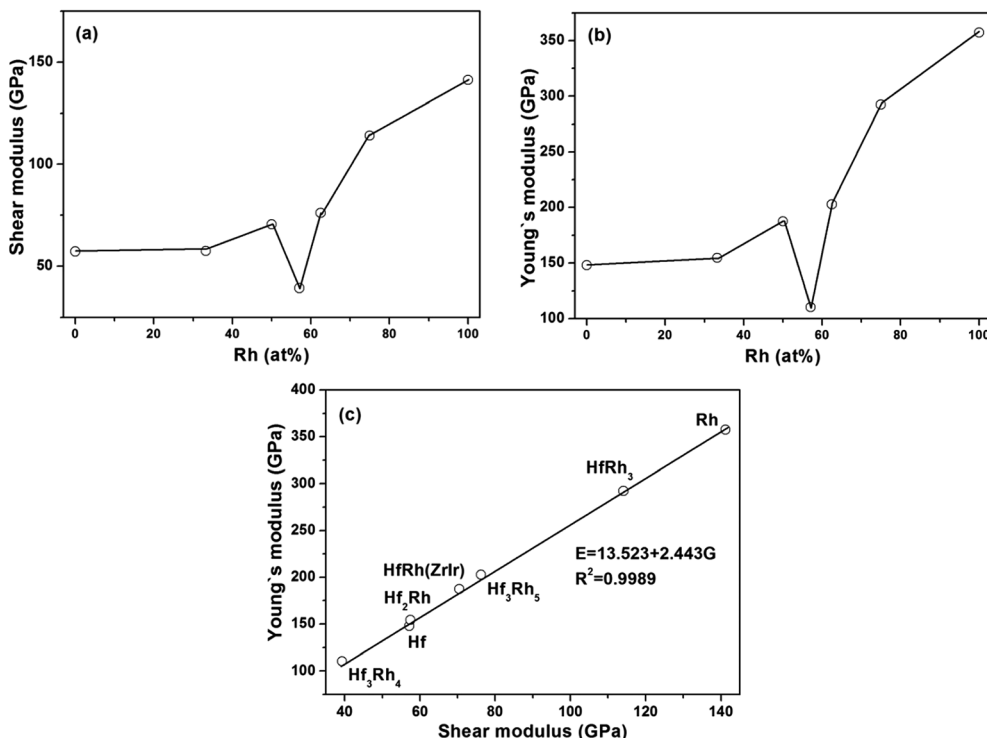 (a)
Shear modulus (GPa)
150
100
50
0 20 40 60 80 100
Rh (at%)
(b)
Young`s modulus (GPa)
350
300
250
200
150
100
0 20 40 60 80 100
Rh (at%)
(c)
Young`s modulus (GPa)
400
350
300
250
200
150
100
Rh
HfRh₃
E=13.523+2.443G
R²=0.9989
HfRh(ZrIr)
Hf₃Rh₅
Hf₂Rh
Hf
Hf₃Rh₄
40 60 80 100 120 140
Shear modulus (GPa)